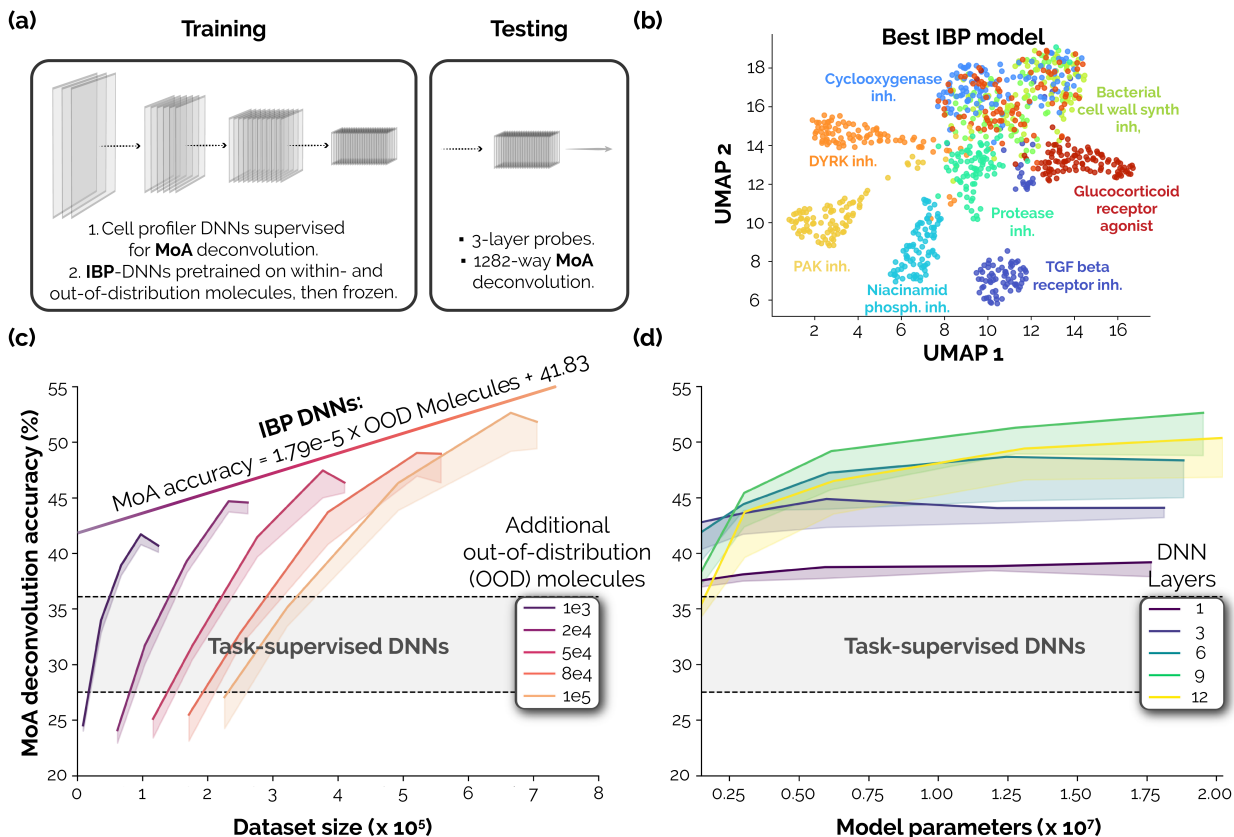 (a)
Training
Testing
1. Cell profiler DNNs supervised
for MoA deconvolution.
2. IBP-DNNs pretrained on within- and
out-of-distribution molecules, then frozen.
▪ 3-layer probes.
▪ 1282-way MoA
deconvolution.
(b)
Best IBP model
UMAP 2
18
16
14
12
10
8
6
Cyclooxygenase
inh.
Bacterial
cell wall synth
inh,
DYRK inh.
Glucocorticoid
receptor
agonist
Protease
inh.
PAK inh.
Niacinamid
phosph. inh.
TGF beta
receptor inh.
2
4
6
8
10
12
14
16
UMAP 1
(c)
MoA deconvolution accuracy (%)
55
50
45
40
35
30
25
20
IBP DNNs:
MoA accuracy = 1.79e-5 x OOD Molecules + 41.83
Additional
out-of-distribution
(OOD) molecules
1e3
2e4
5e4
8e4
1e5
Task-supervised DNNs
0
1
2
3
4
5
6
7
8
Dataset size (x 10⁵)
(d)
55
50
45
40
35
30
25
20
DNN
Layers
1
3
6
9
12
Task-supervised DNNs
0.25
0.50
0.75
1.00
1.25
1.50
1.75
2.00
Model parameters (x 10⁷)